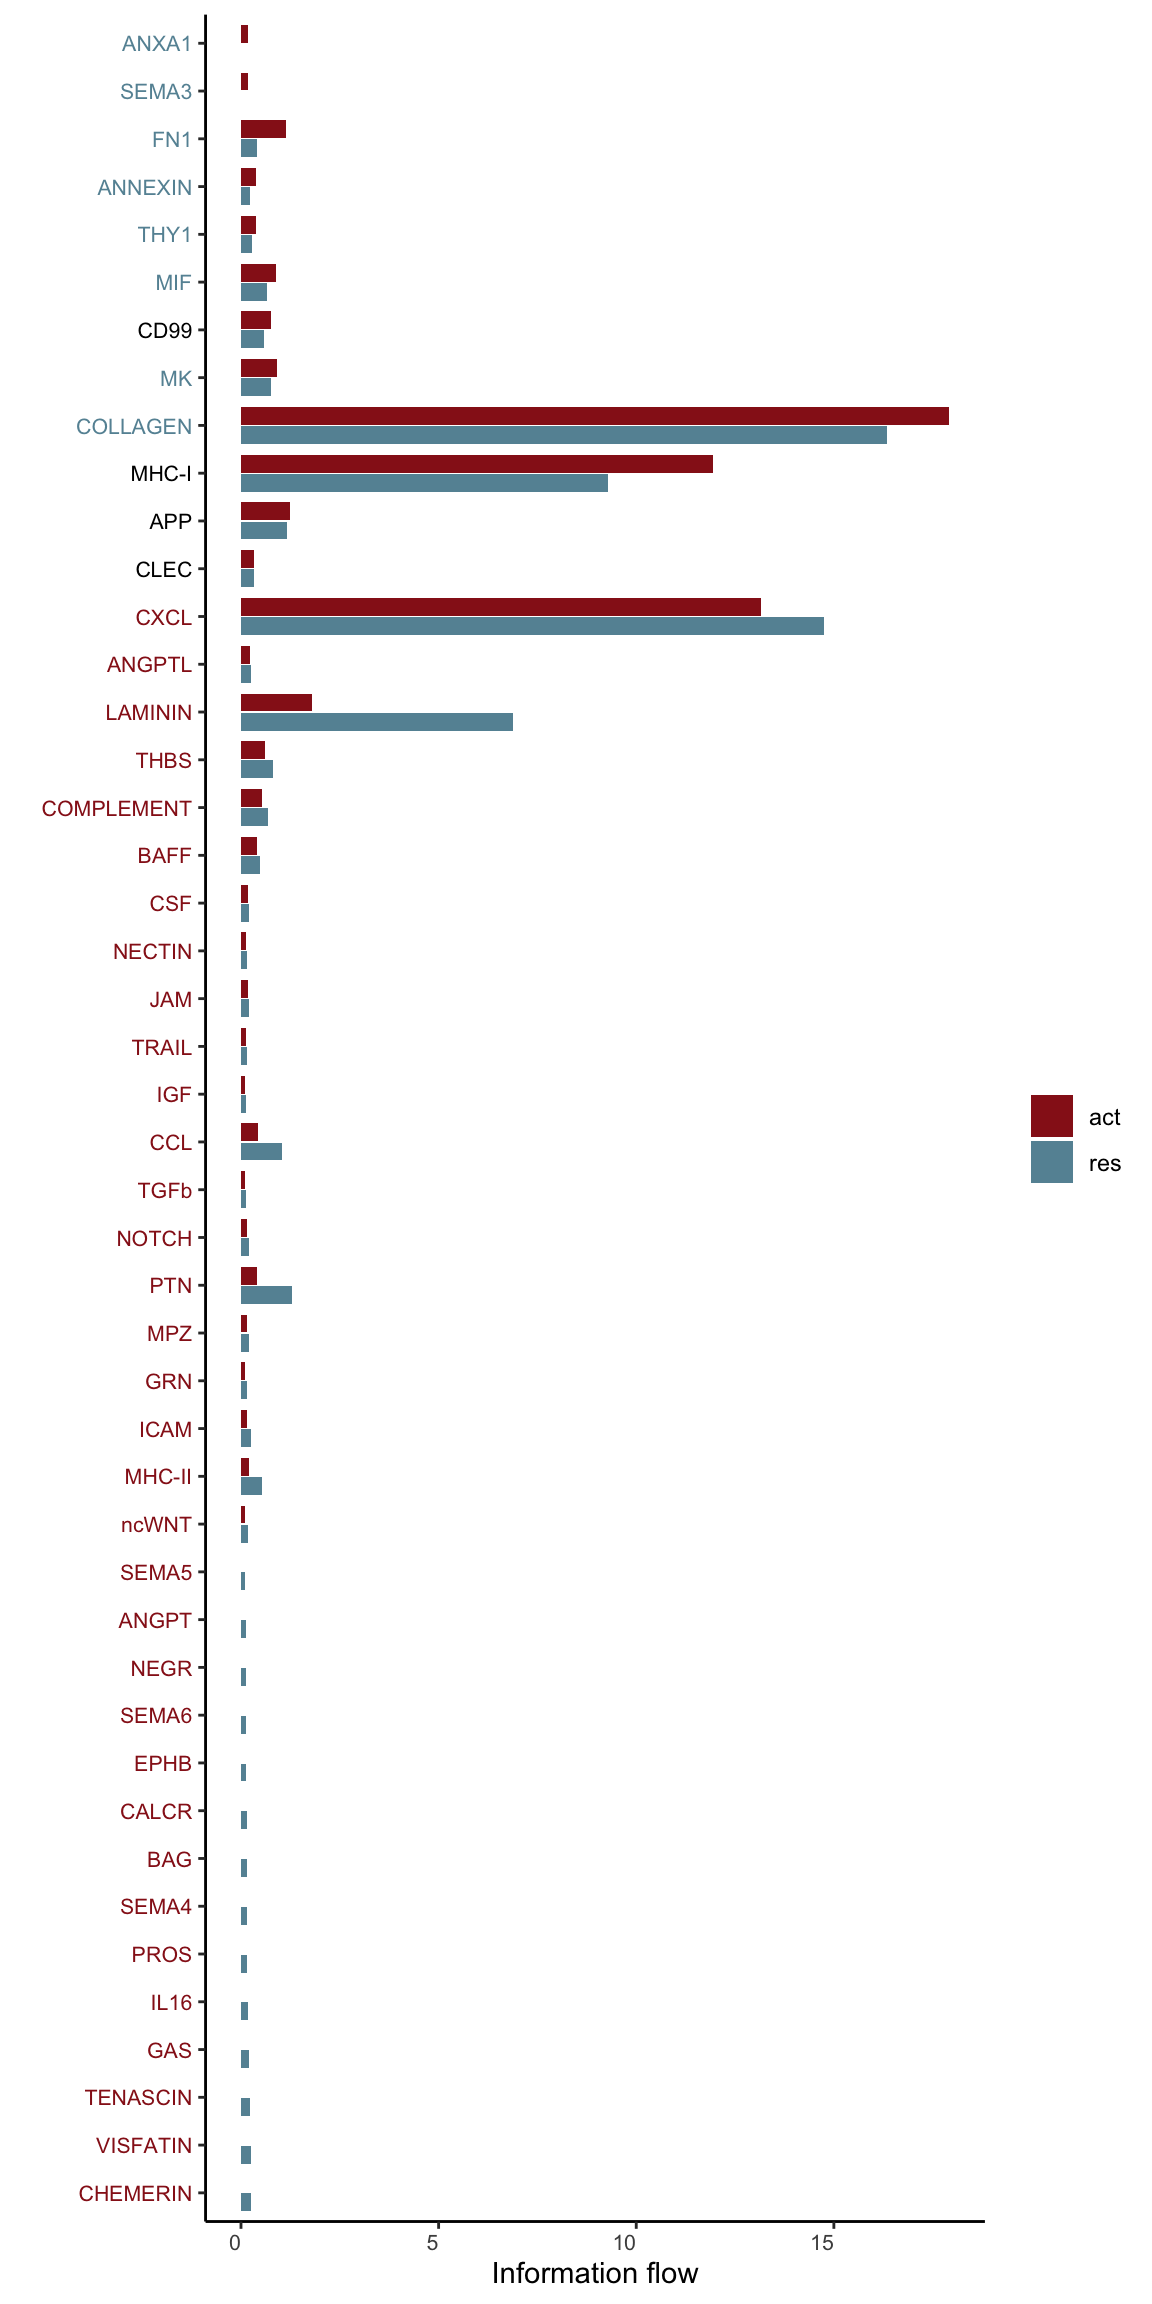 ANXA1
SEMA3
FN1
ANNEXIN
THY1
MIF
CD99
MK
COLLAGEN
MHC-I
APP
CLEC
CXCL
ANGPTL
LAMININ
THBS
COMPLEMENT
BAFF
CSF
NECTIN
JAM
TRAIL
IGF
CCL
TGFb
NOTCH
PTN
MPZ
GRN
ICAM
MHC-II
ncWNT
SEMA5
ANGPT
NEGR
SEMA6
EPHB
CALCR
BAG
SEMA4
PROS
IL16
GAS
TENASCIN
VISFATIN
CHEMERIN
0 5 10 15
Information flow
act
res